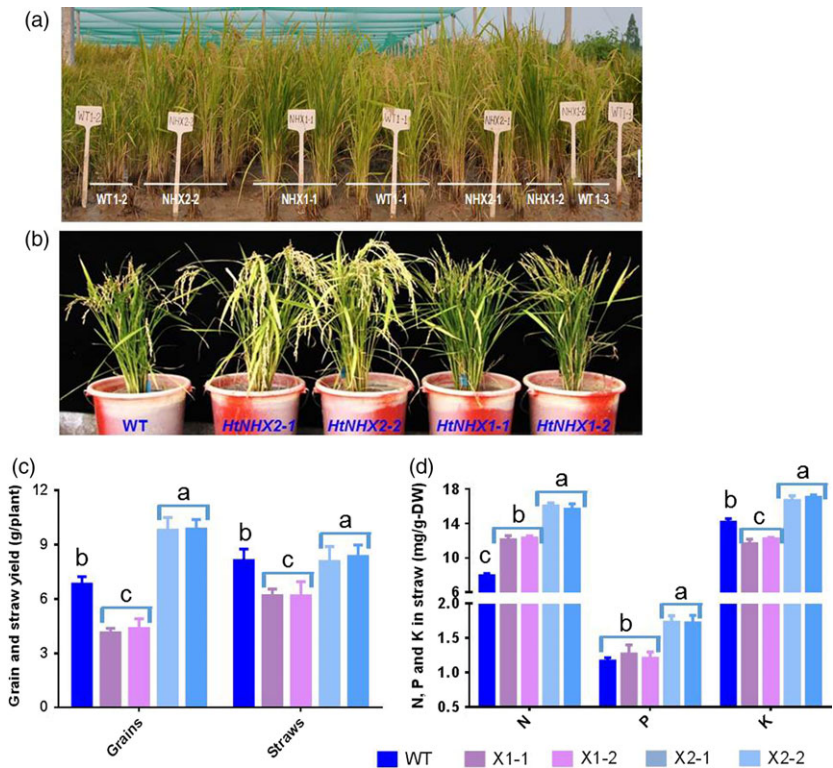 (a)
WT1-2
NHX2-2
NHX1-1
WT1-1
NHX2-1
NHX1-2
WT1-3
WT1-2 NHX2-2 NHX1-1 WT1-1 NHX2-1 NHX1-2 WT1-3
(b)
WT HtNHX2-1 HtNHX2-2 HtNHX1-1 HtNHX1-2
(c)
Grain and straw yield (g/plant)
12
9
6
3
0
b
c
a
b
c
a
Grains
Straws
(d)
N, P and K in straw (mg/g-DW)
18
14
10
6
2.0
1.5
1.0
0.5
c
b
a
b
a
b
c
a
N
P
K
WT X1-1 X1-2 X2-1 X2-2